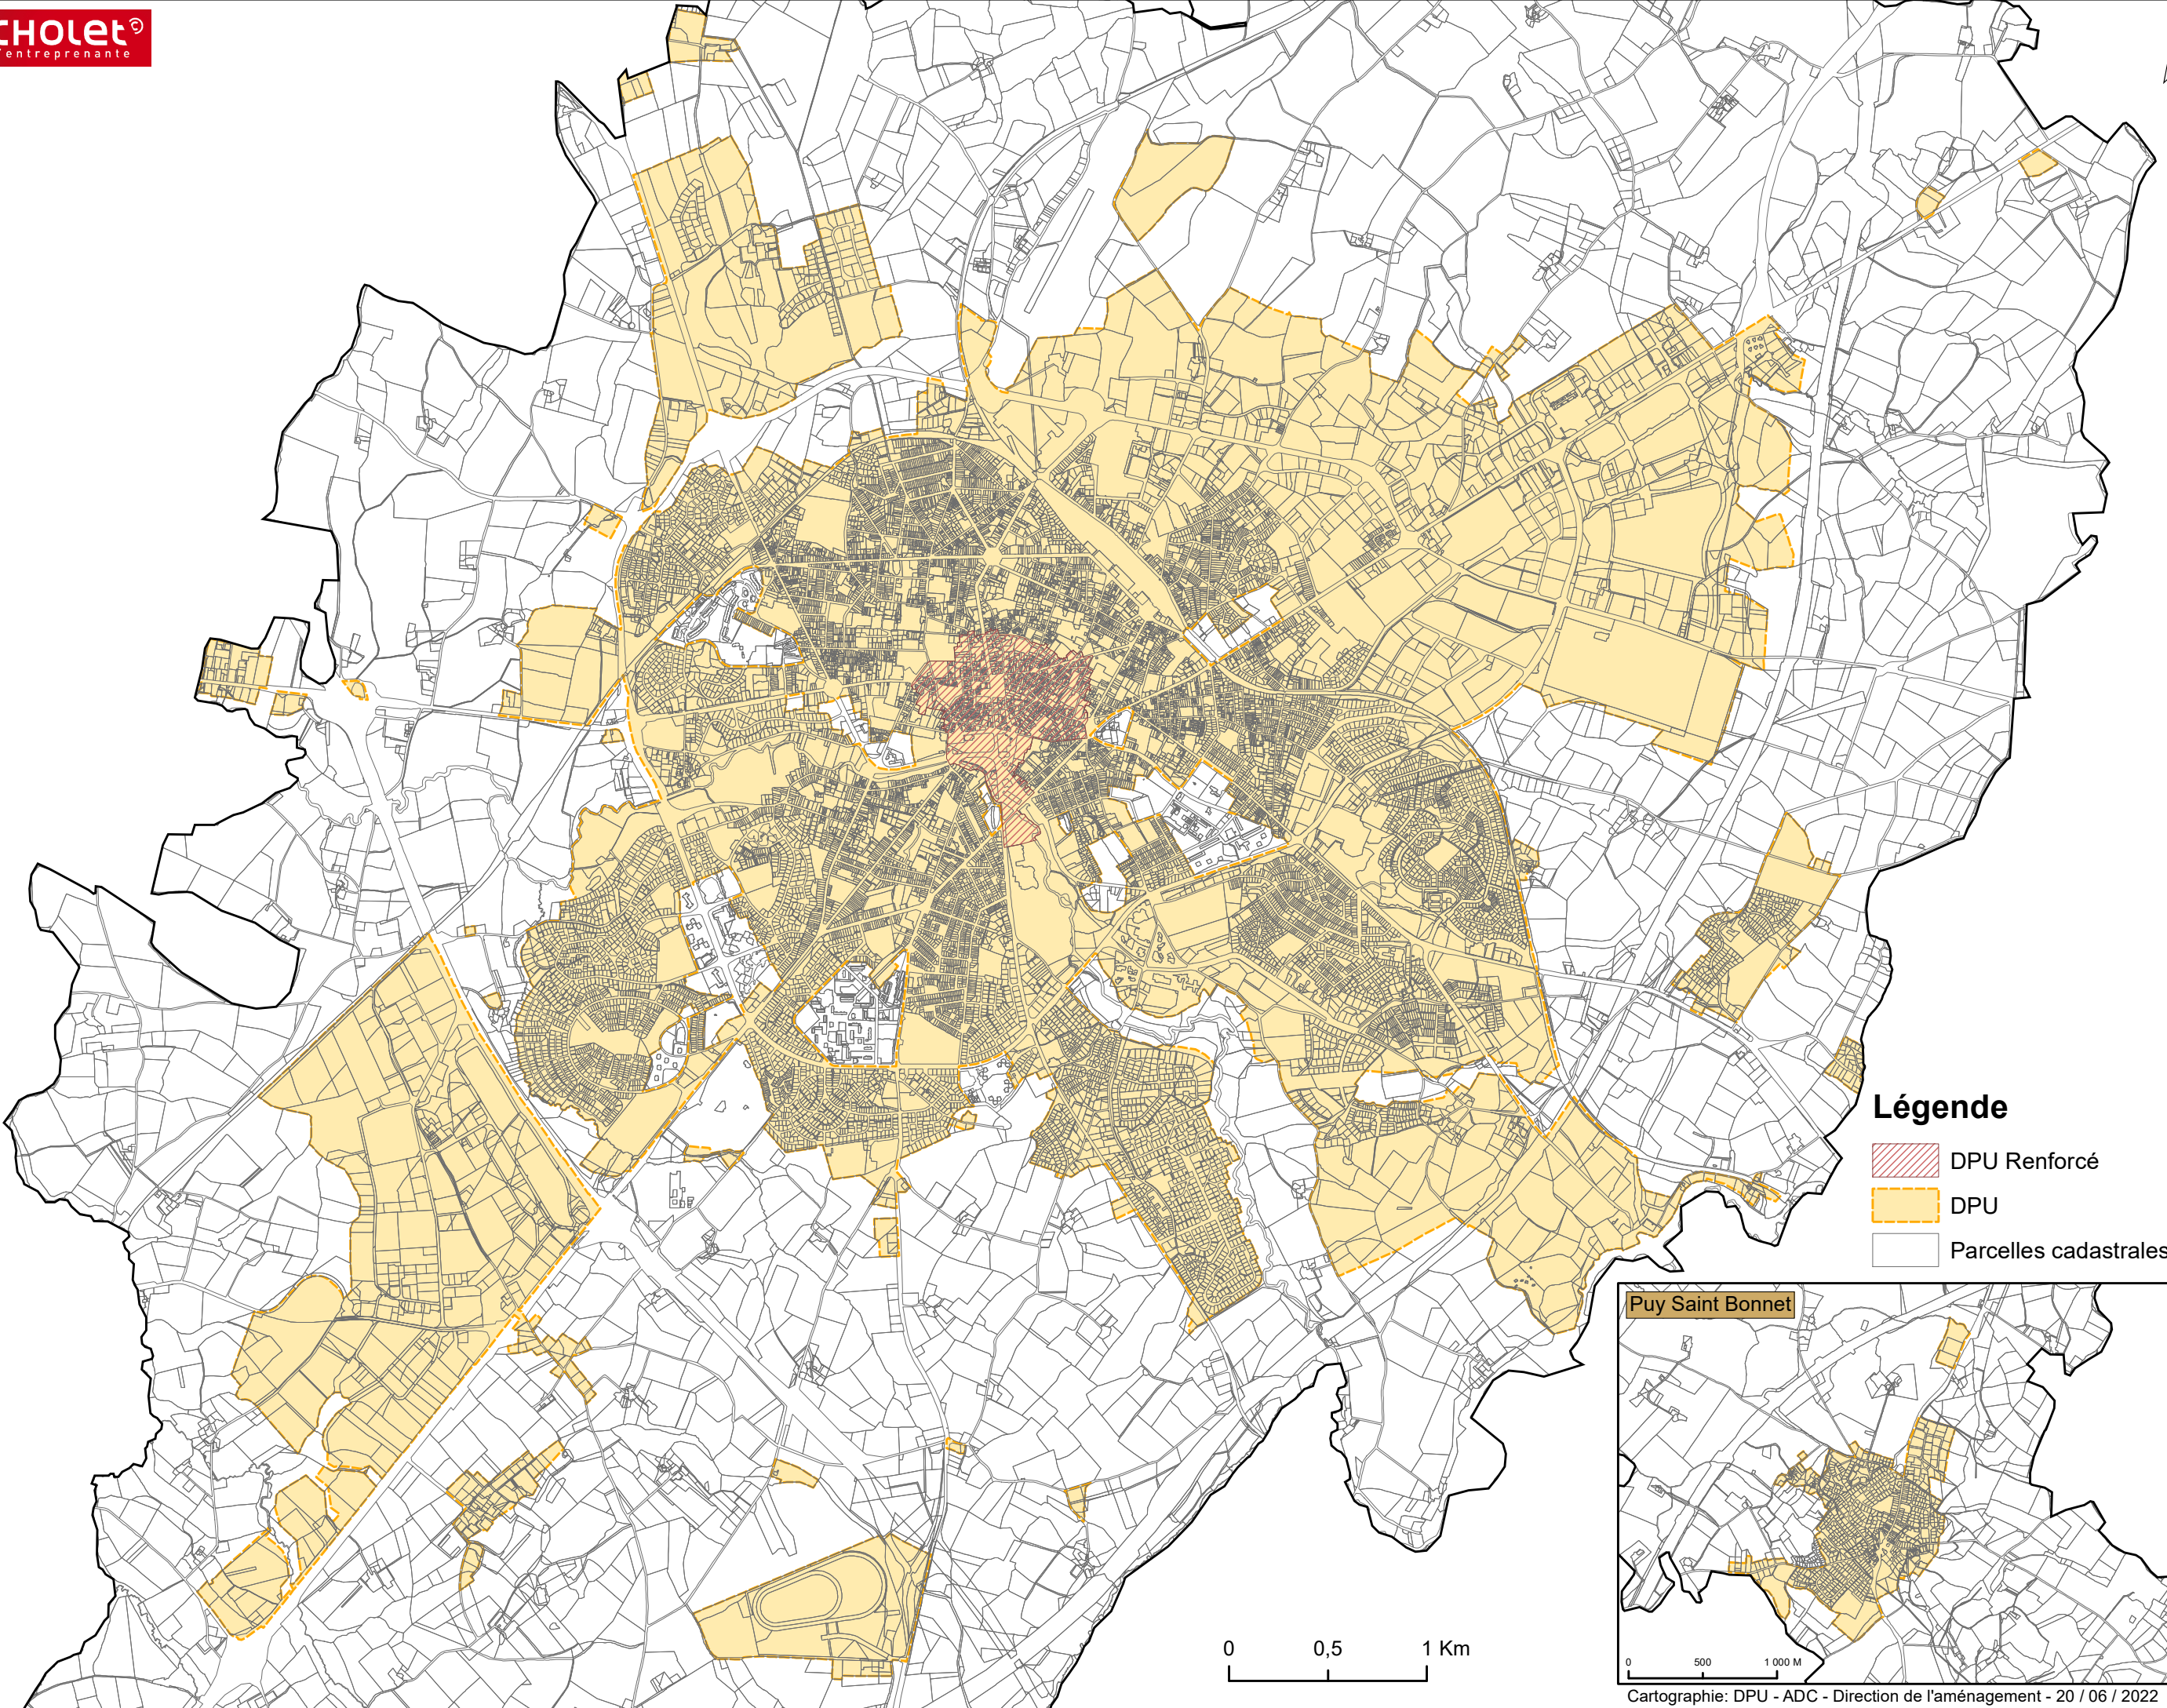 CHOLET
l'entreprenante
Légende
DPU Renforcé
DPU
Parcelles cadastrales
Puy Saint Bonnet
0 0,5 1 Km
0 500 1 000 M
Cartographie: DPU - ADC - Direction de l'aménagement - 20 / 06 / 2022